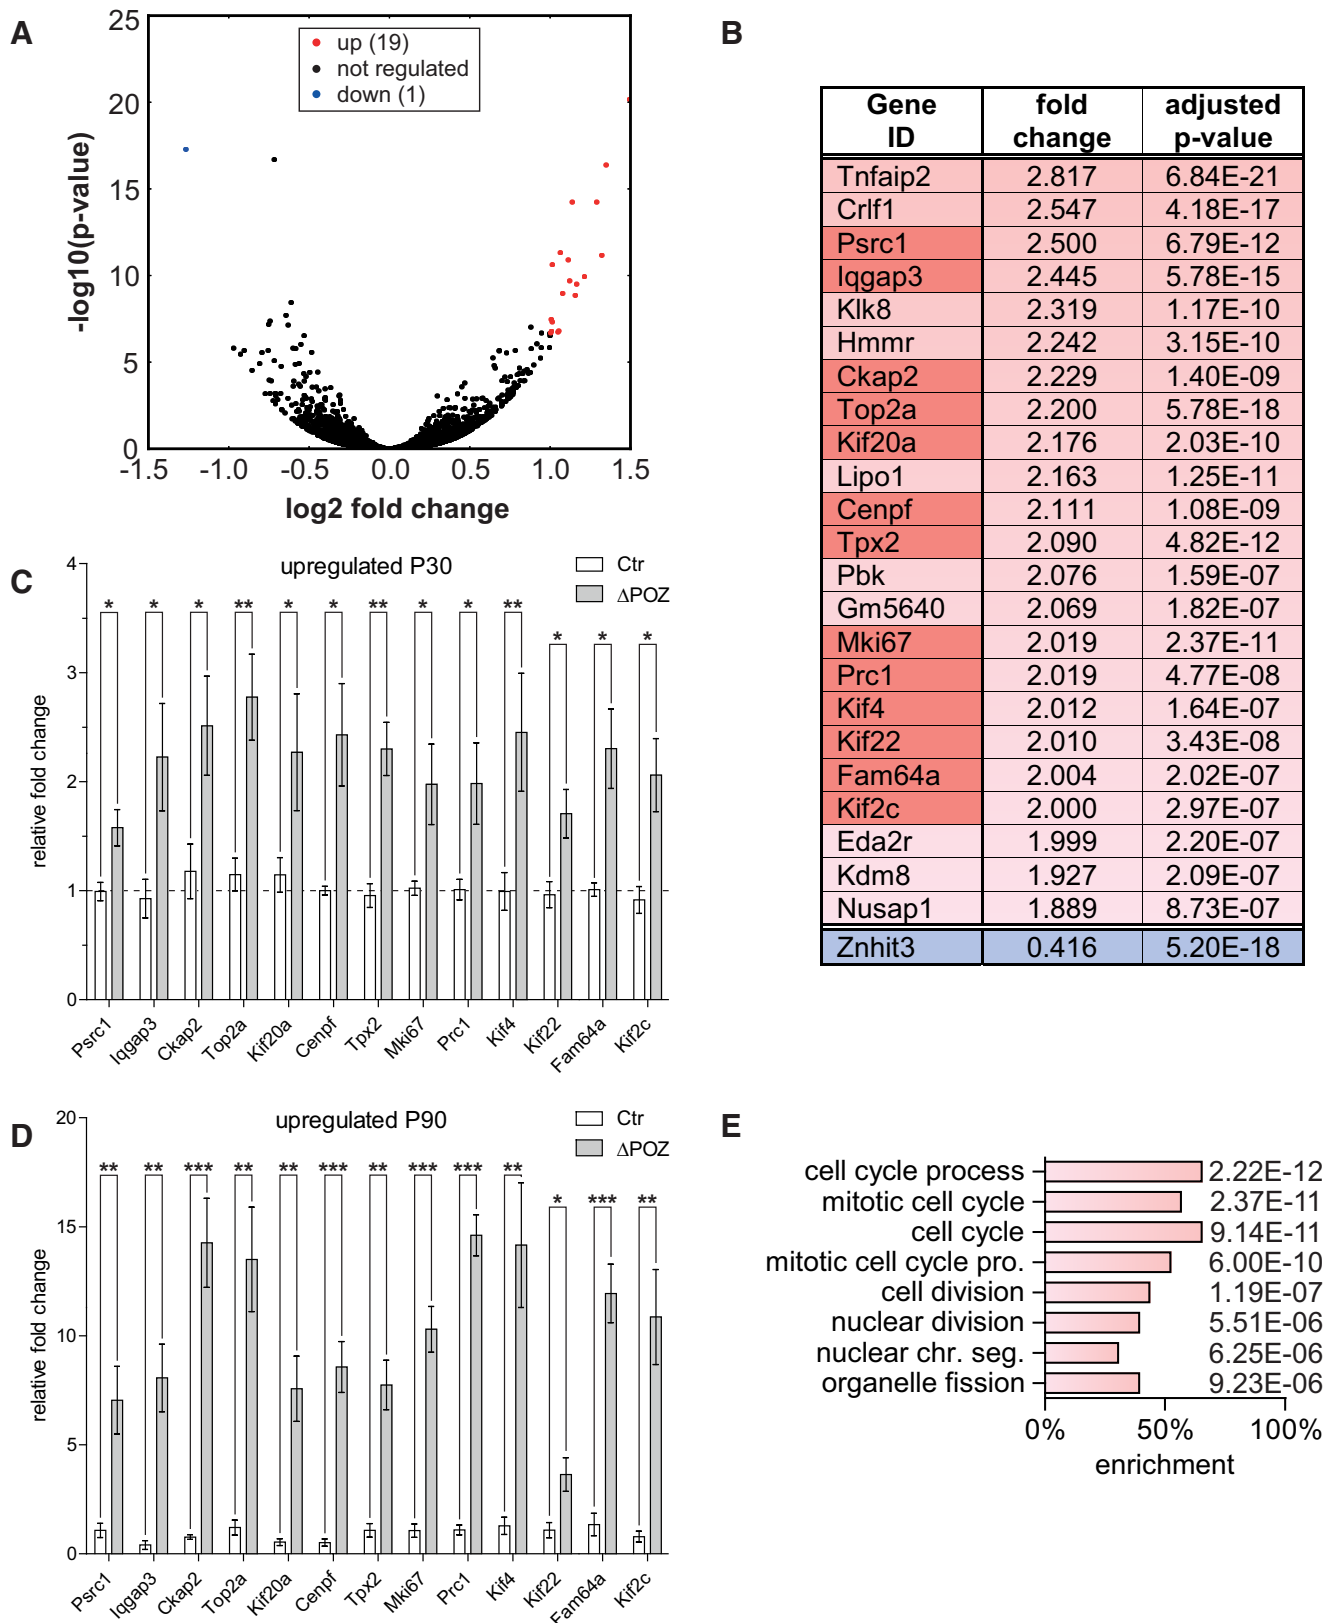 A
25
20
15
10
5
0
-log10(p-value)
up (19)
not regulated
down (1)
-1.5 -1.0 -0.5 0.0 0.5 1.0 1.5
log2 fold change
B
Gene ID fold change adjusted p-value
Tnfaip2 2.817 6.84E-21
Crlf1 2.547 4.18E-17
Psrc1 2.500 6.79E-12
Iqgap3 2.445 5.78E-15
Klk8 2.319 1.17E-10
Hmmr 2.242 3.15E-10
Ckap2 2.229 1.40E-09
Top2a 2.200 5.78E-18
Kif20a 2.176 2.03E-10
Lipo1 2.163 1.25E-11
Cenpf 2.111 1.08E-09
Tpx2 2.090 4.82E-12
Pbk 2.076 1.59E-07
Gm5640 2.069 1.82E-07
Mki67 2.019 2.37E-11
Prc1 2.019 4.77E-08
Kif4 2.012 1.64E-07
Kif22 2.010 3.43E-08
Fam64a 2.004 2.02E-07
Kif2c 2.000 2.97E-07
Eda2r 1.999 2.20E-07
Kdm8 1.927 2.09E-07
Nusap1 1.889 8.73E-07
Znhit3 0.416 5.20E-18
C
upregulated P30
Ctr
ΔPOZ
4
3
2
1
0
relative fold change
* * * ** * * ** * * ** * * *
Psrc1 Iqgap3 Ckap2 Top2a Kif20a Cenpf Tpx2 Mki67 Prc1 Kif4 Kif22 Fam64a Kif2c
D
upregulated P90
Ctr
ΔPOZ
20
15
10
5
0
relative fold change
** ** *** ** ** *** ** *** *** ** * *** **
Psrc1 Iqgap3 Ckap2 Top2a Kif20a Cenpf Tpx2 Mki67 Prc1 Kif4 Kif22 Fam64a Kif2c
E
cell cycle process 2.22E-12
mitotic cell cycle 2.37E-11
cell cycle 9.14E-11
mitotic cell cycle pro. 6.00E-10
cell division 1.19E-07
nuclear division 5.51E-06
nuclear chr. seg. 6.25E-06
organelle fission 9.23E-06
0% 50% 100%
enrichment